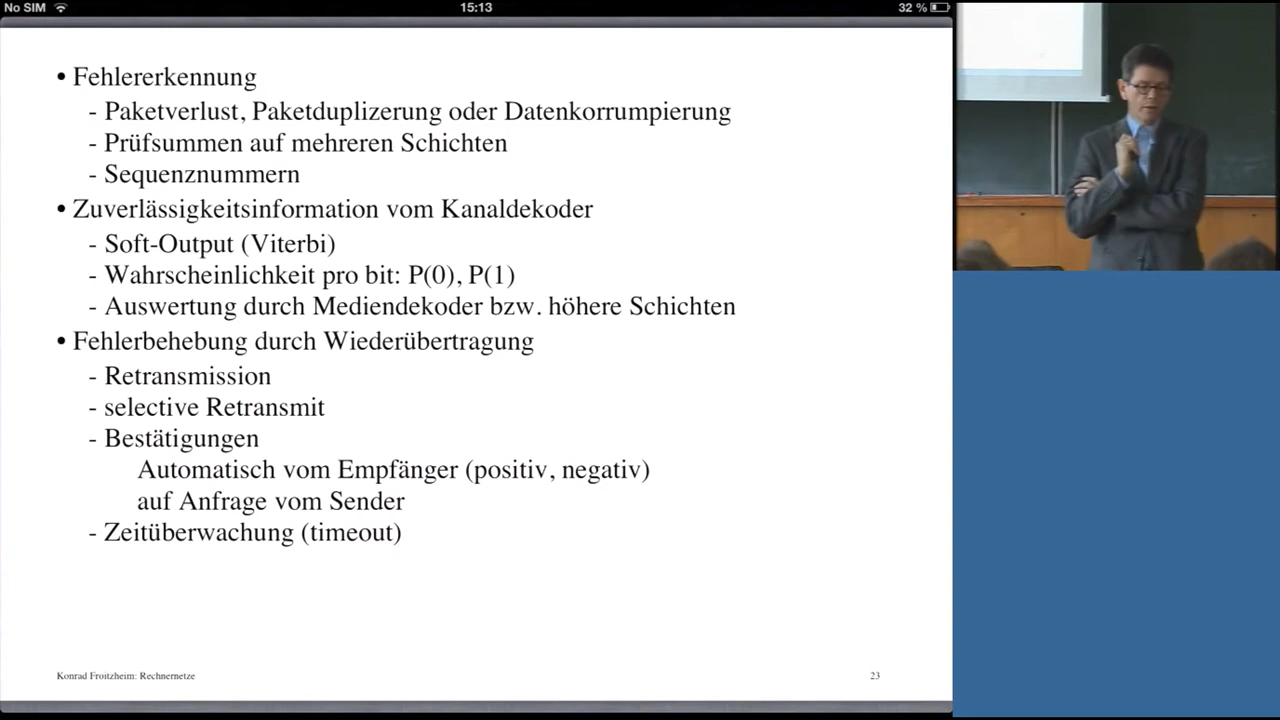 No SIM 15:13 32 %
• Fehlererkennung
- Paketverlust, Paketduplizerung oder Datenkorrumpierung
- Prüfsummen auf mehreren Schichten
- Sequenznummern
• Zuverlässigkeitsinformation vom Kanaldekoder
- Soft-Output (Viterbi)
- Wahrscheinlichkeit pro bit: P(0), P(1)
- Auswertung durch Mediendekoder bzw. höhere Schichten
• Fehlerbehebung durch Wiederübertragung
- Retransmission
- selective Retransmit
- Bestätigungen
Automatisch vom Empfänger (positiv, negativ)
auf Anfrage vom Sender
- Zeitüberwachung (timeout)
Konrad Froitzheim: Rechnernetze 23